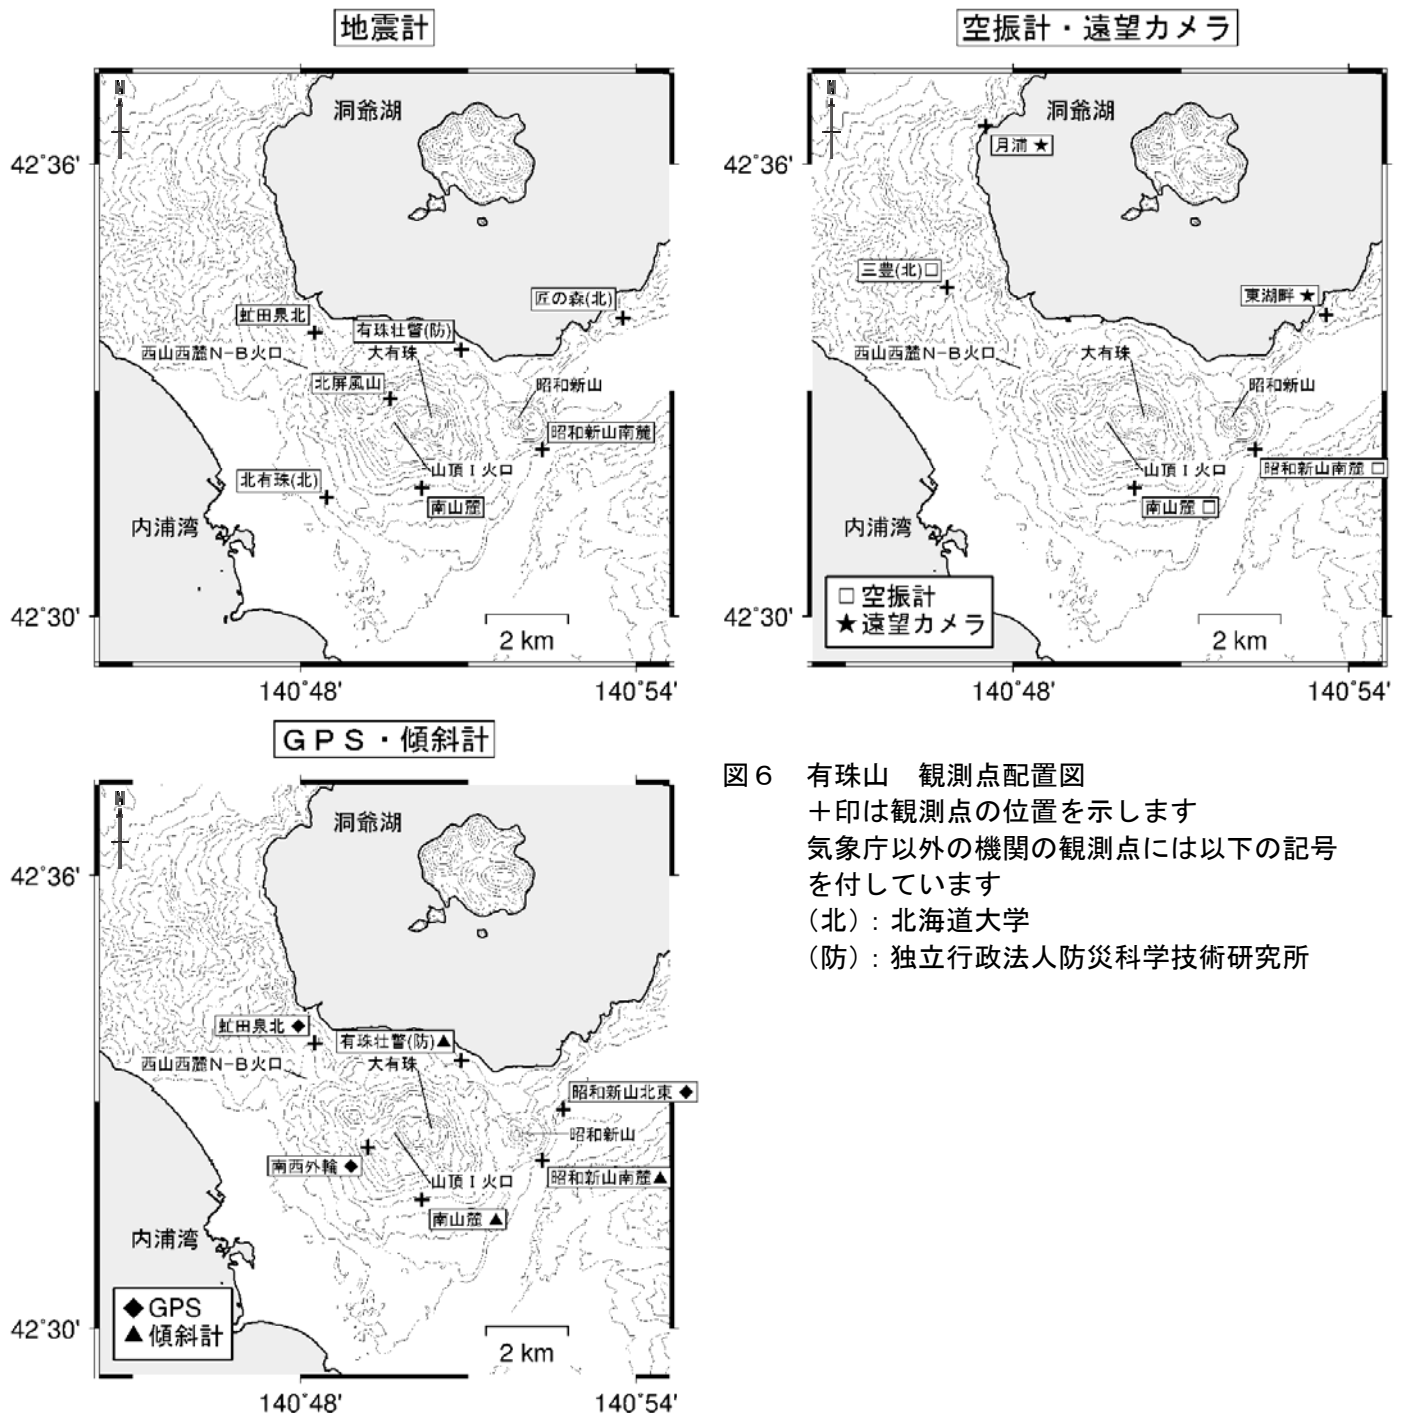 地震計
N
洞爺湖
42°36'
匠の森(北)
虻田泉北
有珠壮瞥(防)
西山西麓N-B火口
大有珠
北屏風山
昭和新山
昭和新山南麓
山頂Ⅰ火口
北有珠(北)
南山麓
内浦湾
42°30'
2 km
140°48'
140°54'
空振計・遠望カメラ
N
洞爺湖
月浦 ★
42°36'
三豊(北)□
東湖畔 ★
西山西麓N-B火口
大有珠
昭和新山
山頂Ⅰ火口
昭和新山南麓 □
南山麓 □
内浦湾
□ 空振計
★遠望カメラ
42°30'
2 km
140°48'
140°54'
GPS・傾斜計
N
洞爺湖
42°36'
虻田泉北 ◆
有珠壮瞥(防)▲
西山西麓N-B火口
大有珠
昭和新山北東 ◆
昭和新山
南西外輪 ◆
山頂Ⅰ火口
昭和新山南麓▲
南山麓 ▲
内浦湾
◆GPS
▲傾斜計
42°30'
2 km
140°48'
140°54'
図6 有珠山 観測点配置図
+印は観測点の位置を示します
気象庁以外の機関の観測点には以下の記号
を付しています
(北):北海道大学
(防):独立行政法人防災科学技術研究所